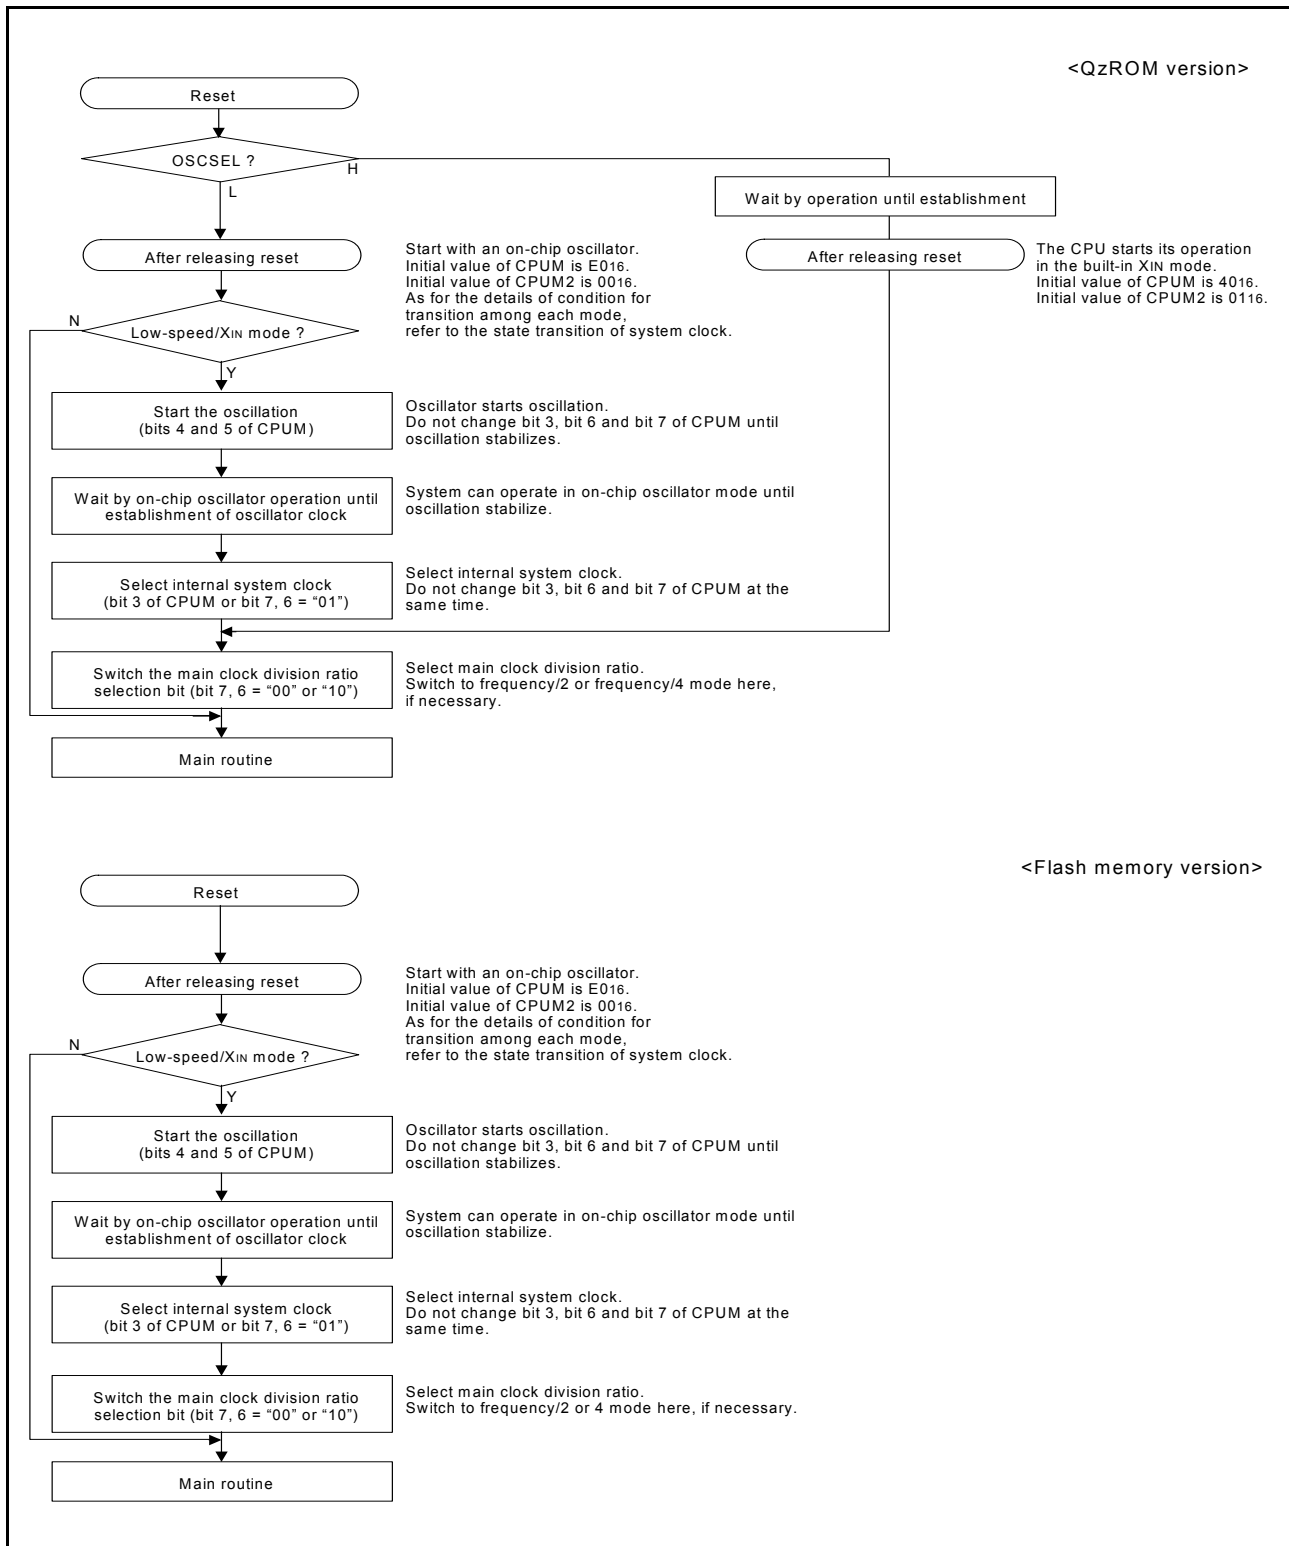 <QzROM version>
Reset
OSCSEL ?
H
L
Wait by operation until establishment
After releasing reset
Start with an on-chip oscillator.
Initial value of CPUM is E016.
Initial value of CPUM2 is 0016.
As for the details of condition for
transition among each mode,
refer to the state transition of system clock.
After releasing reset
The CPU starts its operation
in the built-in XIN mode.
Initial value of CPUM is 4016.
Initial value of CPUM2 is 0116.
N
Low-speed/XIN mode ?
Y
Start the oscillation
(bits 4 and 5 of CPUM)
Oscillator starts oscillation.
Do not change bit 3, bit 6 and bit 7 of CPUM until
oscillation stabilizes.
Wait by on-chip oscillator operation until
establishment of oscillator clock
System can operate in on-chip oscillator mode until
oscillation stabilize.
Select internal system clock
(bit 3 of CPUM or bit 7, 6 = “01”)
Select internal system clock.
Do not change bit 3, bit 6 and bit 7 of CPUM at the
same time.
Switch the main clock division ratio
selection bit (bit 7, 6 = “00” or “10”)
Select main clock division ratio.
Switch to frequency/2 or frequency/4 mode here,
if necessary.
Main routine
<Flash memory version>
Reset
After releasing reset
Start with an on-chip oscillator.
Initial value of CPUM is E016.
Initial value of CPUM2 is 0016.
As for the details of condition for
transition among each mode,
refer to the state transition of system clock.
N
Low-speed/XIN mode ?
Y
Start the oscillation
(bits 4 and 5 of CPUM)
Oscillator starts oscillation.
Do not change bit 3, bit 6 and bit 7 of CPUM until
oscillation stabilizes.
Wait by on-chip oscillator operation until
establishment of oscillator clock
System can operate in on-chip oscillator mode until
oscillation stabilize.
Select internal system clock
(bit 3 of CPUM or bit 7, 6 = “01”)
Select internal system clock.
Do not change bit 3, bit 6 and bit 7 of CPUM at the
same time.
Switch the main clock division ratio
selection bit (bit 7, 6 = “00” or “10”)
Select main clock division ratio.
Switch to frequency/2 or 4 mode here, if necessary.
Main routine